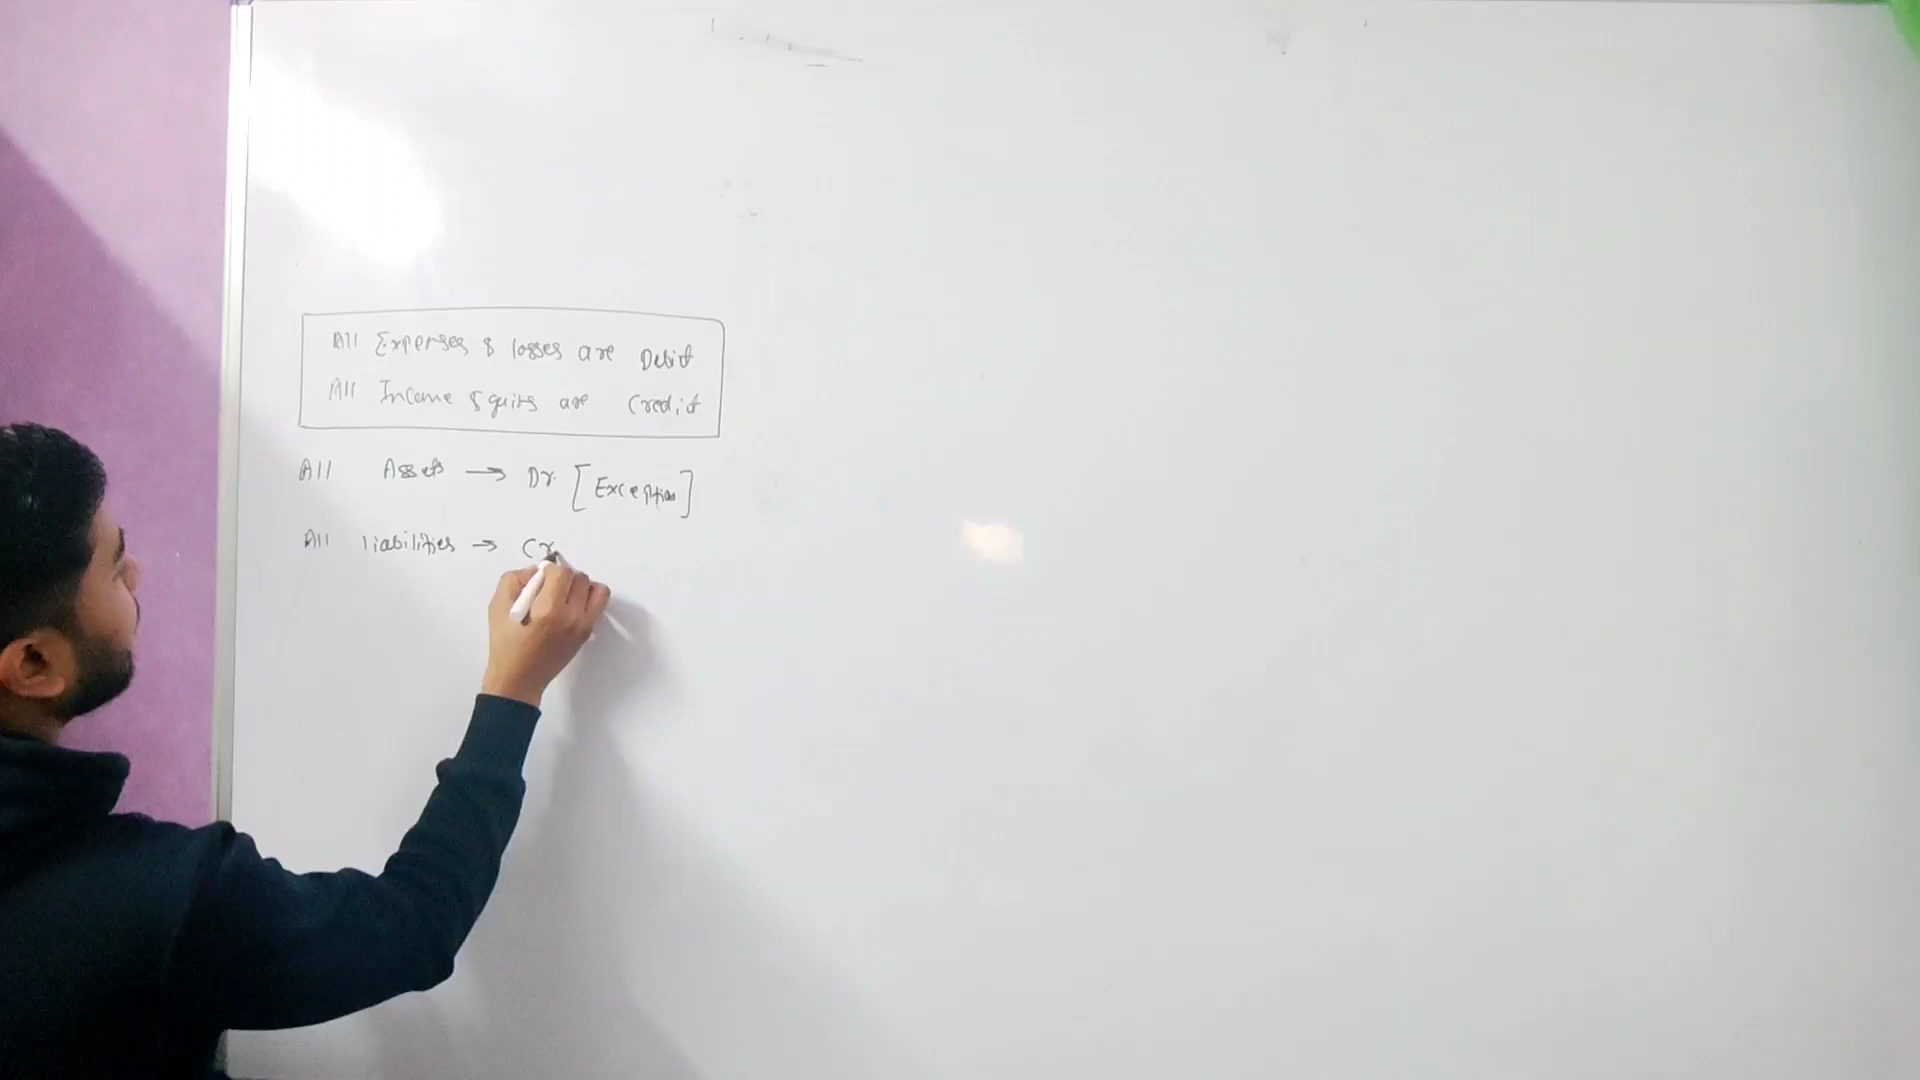 All Expenses & losses are Debit
All Income & gains are Credit
All Assets → Dr. [Exception]
All liabilities → Cr